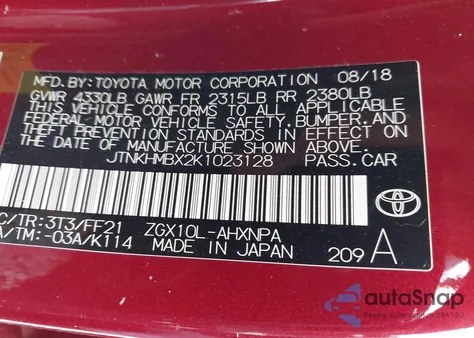 MFD.BY:TOYOTA MOTOR CORPORATION 08/18
GVWR 4330LB GAWR FR 2315LB RR 2380LB
THIS VEHICLE CONFORMS TO ALL APPLICABLE
FEDERAL MOTOR VEHICLE SAFETY,BUMPER,AND
THEFT PREVENTION STANDARDS IN EFFECT ON
THE DATE OF MANUFACTURE SHOWN ABOVE.
JTNKHMBX2K1023128 PASS.CAR
C/TR:3T3/FF21 ZGX10L-AHXNPA
A/TM:-03A/K114 MADE IN JAPAN 209 A
autoSnap